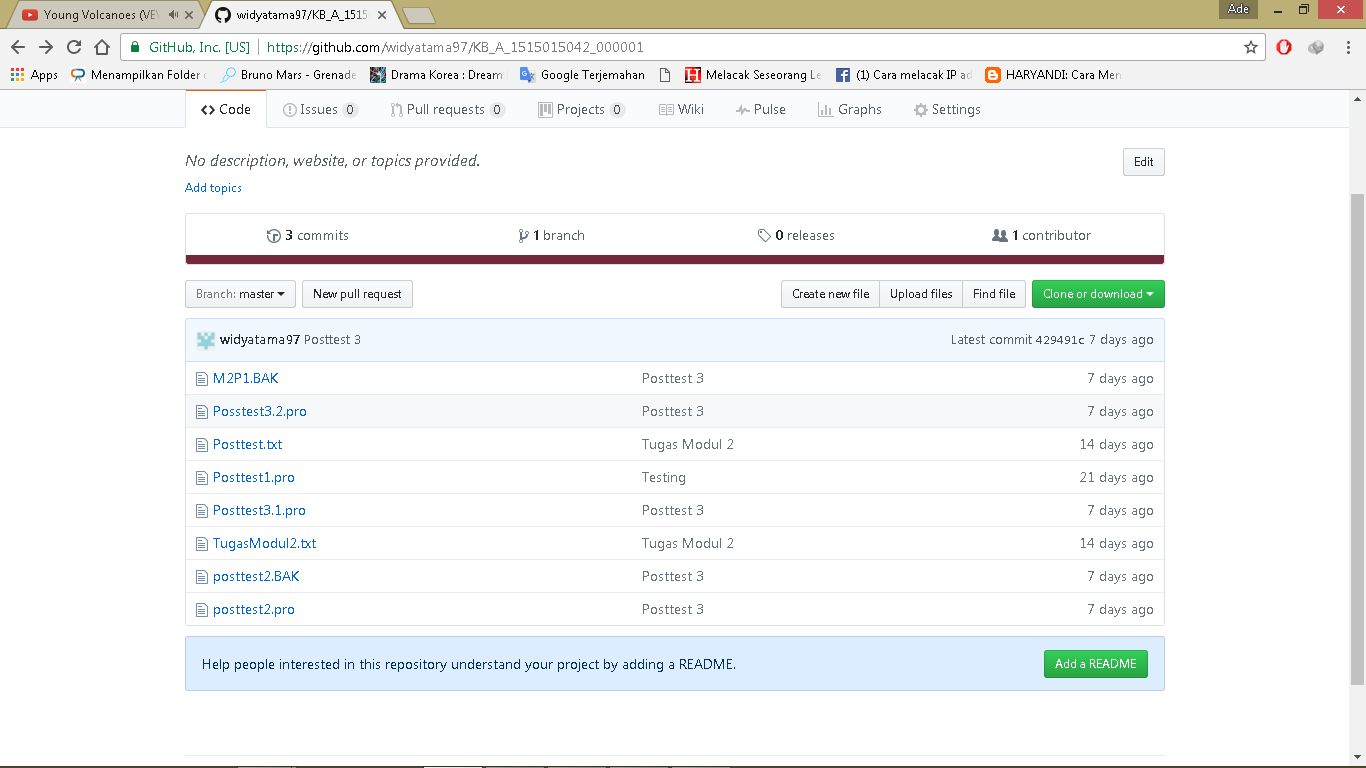 Young Volcanoes (VEV
widyatama97/KB_A_1515
Ade
GitHub, Inc. [US] https://github.com/widyatama97/KB_A_1515015042_000001
Apps Menampilkan Folder Bruno Mars - Grenade Drama Korea : Dream Google Terjemahan Melacak Seseorang Le (1) Cara melacak IP ad HARYANDI: Cara Men
Code Issues 0 Pull requests 0 Projects 0 Wiki Pulse Graphs Settings
No description, website, or topics provided. Edit
Add topics
3 commits 1 branch 0 releases 1 contributor
Branch: master New pull request Create new file Upload files Find file Clone or download
widyatama97 Posttest 3 Latest commit 429491c 7 days ago
M2P1.BAK Posttest 3 7 days ago
Posstest3.2.pro Posttest 3 7 days ago
Posttest.txt Tugas Modul 2 14 days ago
Posttest1.pro Testing 21 days ago
Posttest3.1.pro Posttest 3 7 days ago
TugasModul2.txt Tugas Modul 2 14 days ago
posttest2.BAK Posttest 3 7 days ago
posttest2.pro Posttest 3 7 days ago
Help people interested in this repository understand your project by adding a README. Add a README